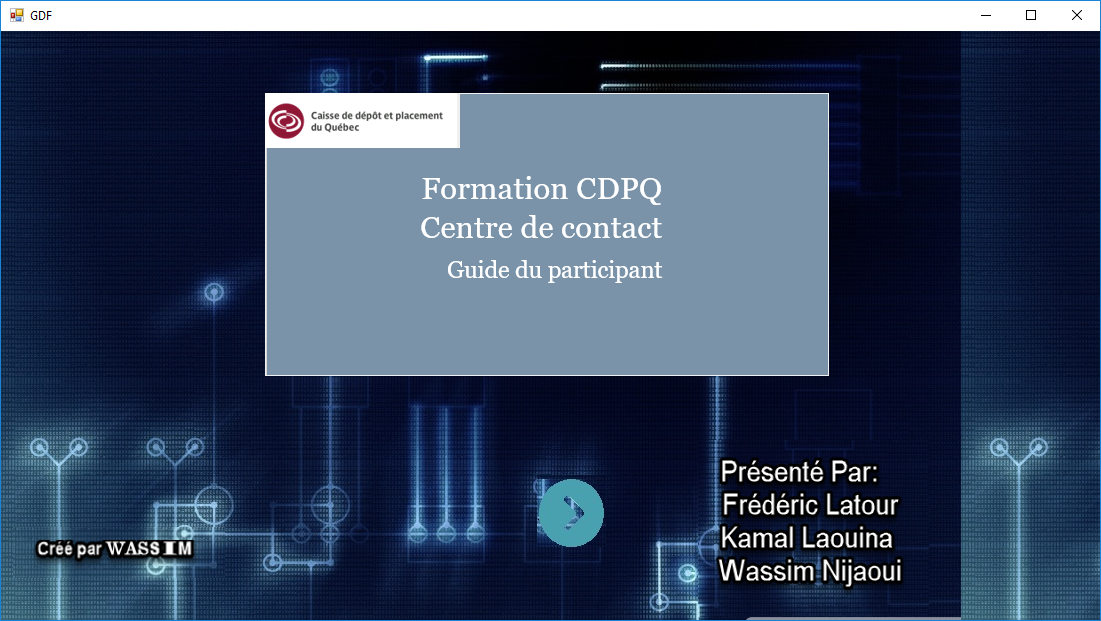 GDF
Caisse de dépôt et placement
du Québec
Formation CDPQ
Centre de contact
Guide du participant
Présenté Par:
Frédéric Latour
Kamal Laouina
Wassim Nijaoui
Créé par WASSIM